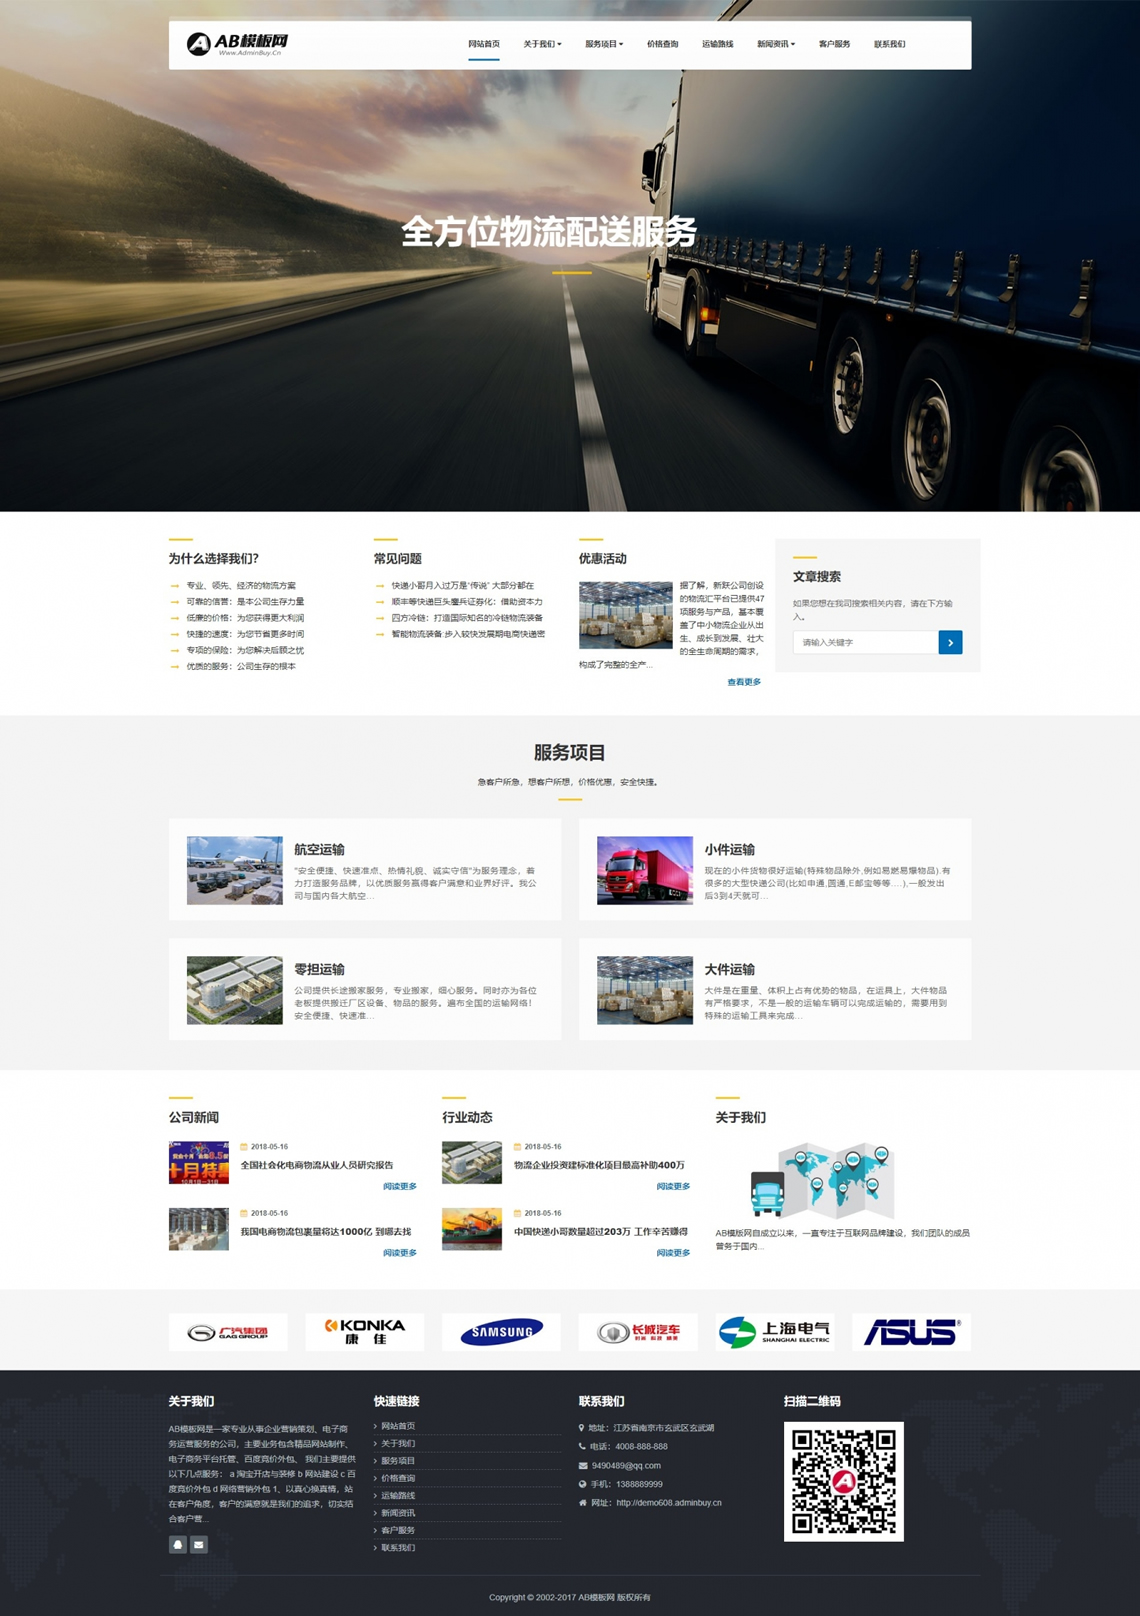 AB模板网
Www.AdminBuy.Cn
网站首页 关于我们 服务项目 价格查询 运输路线 新闻资讯 客户服务 联系我们
全方位物流配送服务
为什么选择我们？
专业、领先、经济的物流方案
可靠的信誉：是本公司生存力量
低廉的价格：为您获得更大利润
快捷的速度：为您节省更多时间
专项的保险：为您解决后顾之忧
优质的服务：公司生存的根本
常见问题
快递小哥月入过万是“传说” 大部分都在
顺丰等快递巨头鏖兵证券化：借助资本力
四方冷链：打造国际知名的冷链物流装备
智能物流装备:步入较快发展期电商快递密
优惠活动
据了解，新跃公司创设
的物流汇平台已提供47
项服务与产品，基本覆
盖了中小物流企业从出
生、成长到发展、壮大
的全生命周期的需求，
构成了完整的全产...
查看更多
文章搜索
如果您想在我司搜索相关内容，请在下方输
入。
请输入关键字
服务项目
急客户所急，想客户所想，价格优惠，安全快捷。
航空运输
“安全便捷、快速准点、热情礼貌、诚实守信”为服务理念，着
力打造服务品牌，以优质服务赢得客户满意和业界好评。我公
司与国内各大航空...
小件运输
现在的小件货物很好运输(特殊物品除外,例如易燃易爆物品).有
很多的大型快递公司(比如申通,圆通,E邮宝等等....),一般发出
后3到4天就可...
零担运输
公司提供长途搬家服务，专业搬家，细心服务。同时亦为各位
老板提供搬迁厂区设备、物品的服务。遍布全国的运输网络！
安全便捷、快速准...
大件运输
大件是在重量、体积上占有优势的物品，在运具上，大件物品
有严格要求，不是一般的运输车辆可以完成运输的，需要用到
特殊的运输工具来完成...
公司新闻
2018-05-16
全国社会化电商物流从业人员研究报告
阅读更多
2018-05-16
我国电商物流包裹量将达1000亿 到哪去找
阅读更多
行业动态
2018-05-16
物流企业投资建标准化项目最高补助400万
阅读更多
2018-05-16
中国快递小哥数量超过203万 工作辛苦赚得
阅读更多
关于我们
AB模版网自成立以来，一直专注于互联网品牌建设，我们团队的成员
曾务于国内...
广汽集团
GAG GROUP
KONKA
康佳
SAMSUNG
长城汽车
上海电气
SHANGHAI ELECTRIC
ASUS
关于我们
AB模板网是一家专业从事企业营销策划、电子商
务运营服务的公司，主要业务包含精品网站制作、
电子商务平台托管、百度竞价外包、 我们主要提供
以下几点服务： a 淘宝开店与装修 b 网站建设 c 百
度竞价外包 d 网络营销外包 1、以真心换真情，站
在客户角度，客户的满意就是我们的追求，切实结
合客户营...
快速链接
网站首页
关于我们
服务项目
价格查询
运输路线
新闻资讯
客户服务
联系我们
联系我们
地址：江苏省南京市玄武区玄武湖
电话：4008-888-888
9490489@qq.com
手机：1388889999
网址：http://demo608.adminbuy.cn
扫描二维码
Copyright © 2002-2017 AB模板网 版权所有